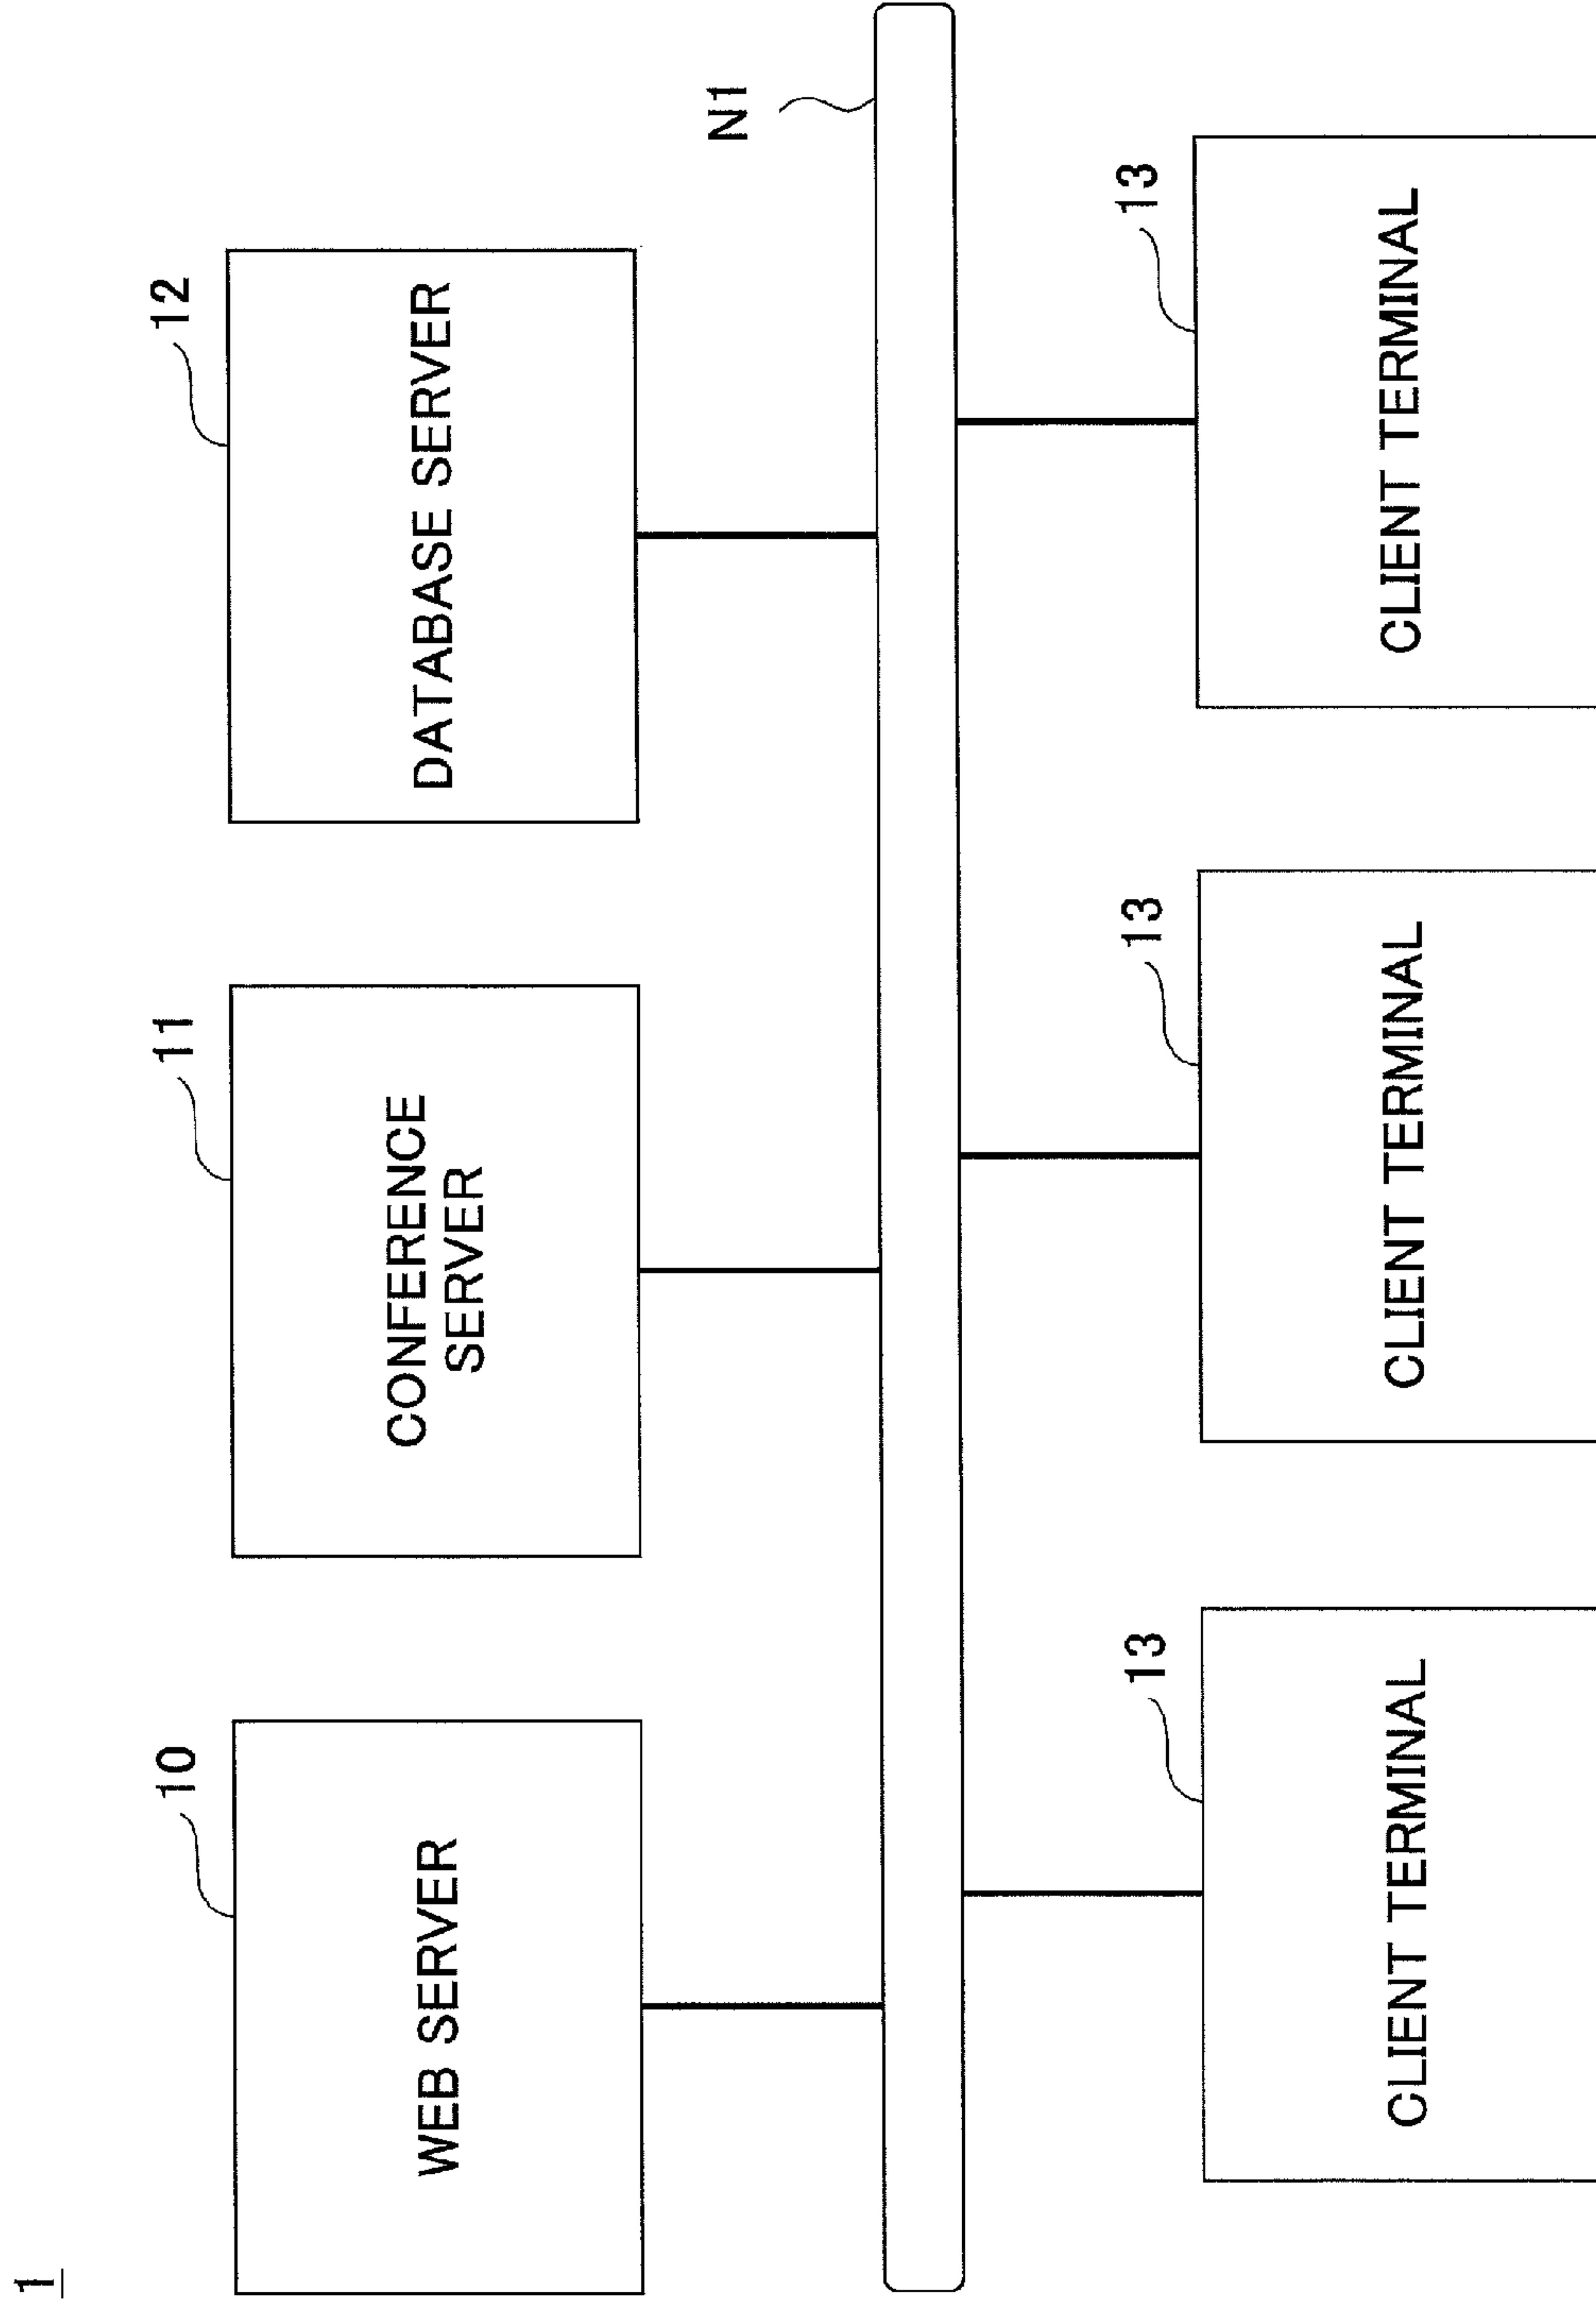 1
10
WEB SERVER
11
CONFERENCE
SERVER
12
DATABASE SERVER
N1
13
CLIENT TERMINAL
13
CLIENT TERMINAL
13
CLIENT TERMINAL